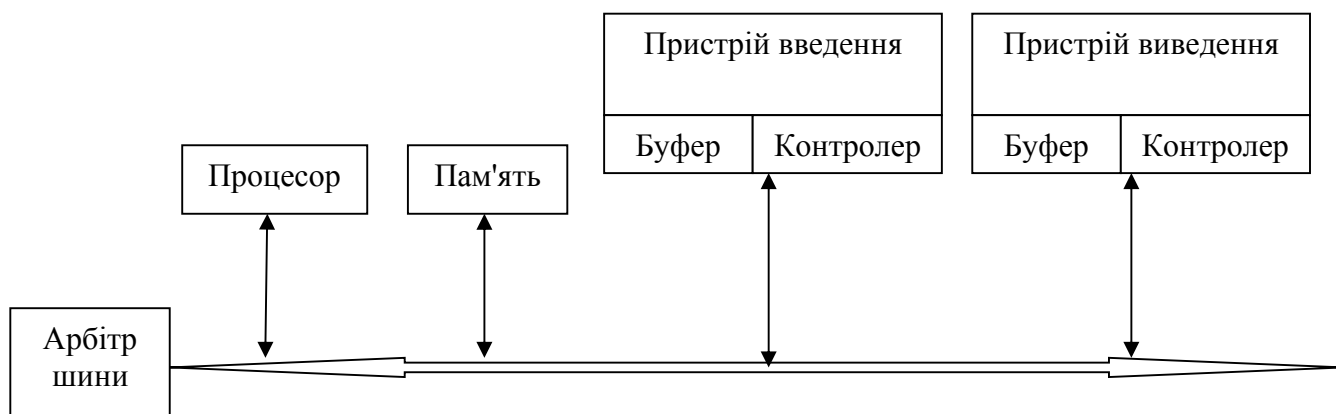 Пристрій введення
Пристрій виведення
Буфер
Контролер
Буфер
Контролер
Процесор
Пам'ять
Арбітр
шини